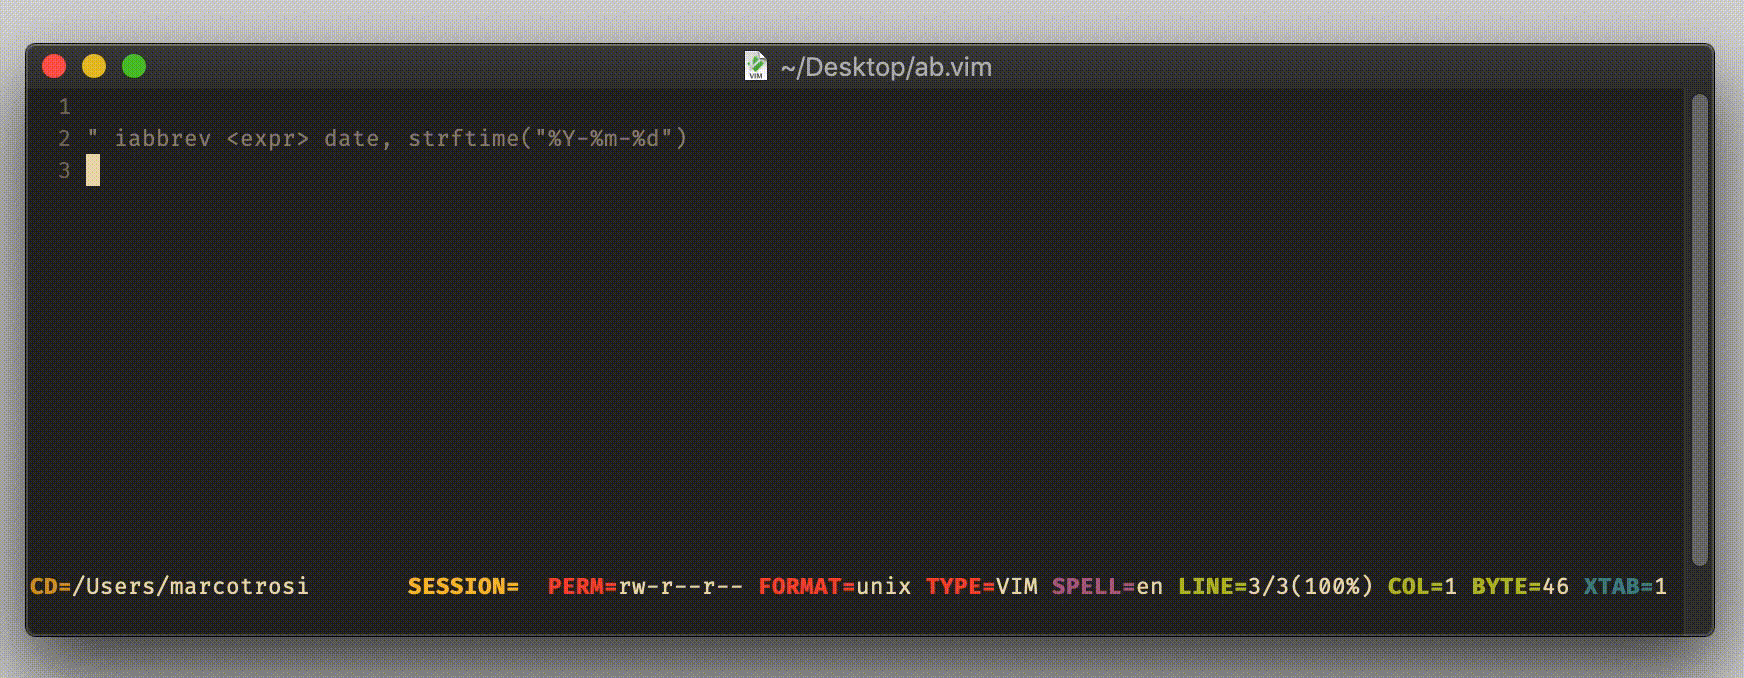 ~/Desktop/ab.vim
1
2 " iabbrev <expr> date, strftime("%Y-%m-%d")
3
CD=/Users/marcotrosi SESSION= PERM=rw-r--r-- FORMAT=unix TYPE=VIM SPELL=en LINE=3/3(100%) COL=1 BYTE=46 XTAB=1